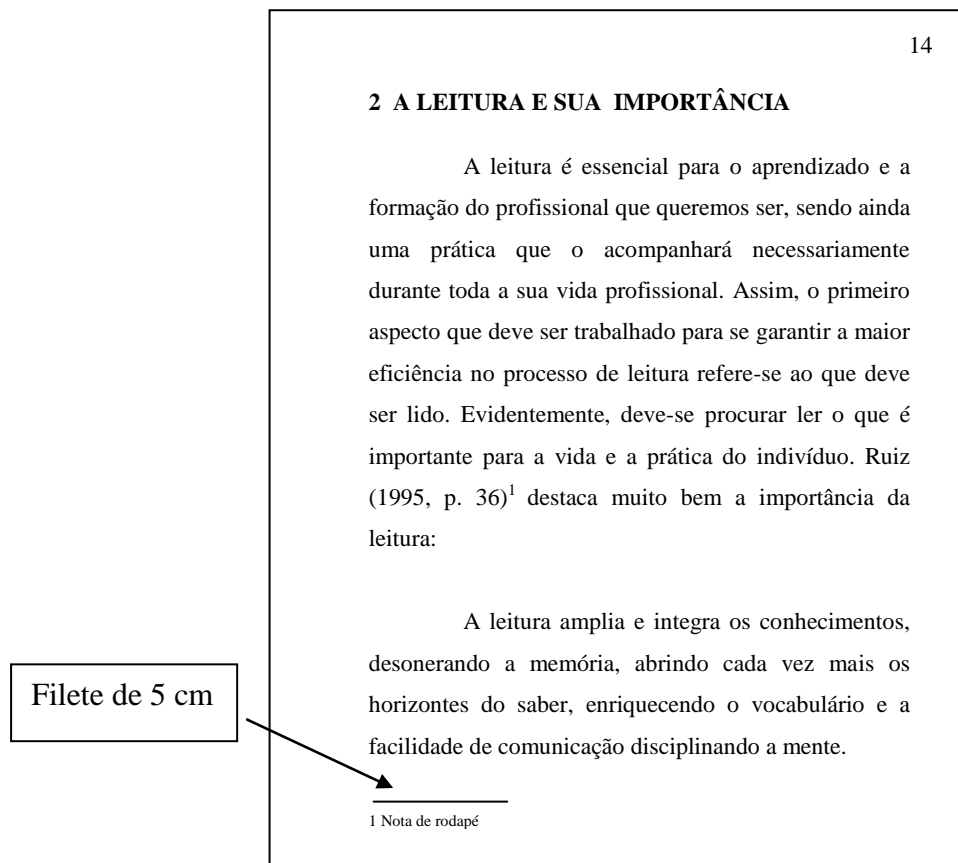 14
2 A LEITURA E SUA IMPORTÂNCIA
A leitura é essencial para o aprendizado e a
formação do profissional que queremos ser, sendo ainda
uma prática que o acompanhará necessariamente
durante toda a sua vida profissional. Assim, o primeiro
aspecto que deve ser trabalhado para se garantir a maior
eficiência no processo de leitura refere-se ao que deve
ser lido. Evidentemente, deve-se procurar ler o que é
importante para a vida e a prática do indivíduo. Ruiz
(1995, p. 36)¹ destaca muito bem a importância da
leitura:
A leitura amplia e integra os conhecimentos,
desonerando a memória, abrindo cada vez mais os
horizontes do saber, enriquecendo o vocabulário e a
facilidade de comunicação disciplinando a mente.
Filete de 5 cm
1 Nota de rodapé